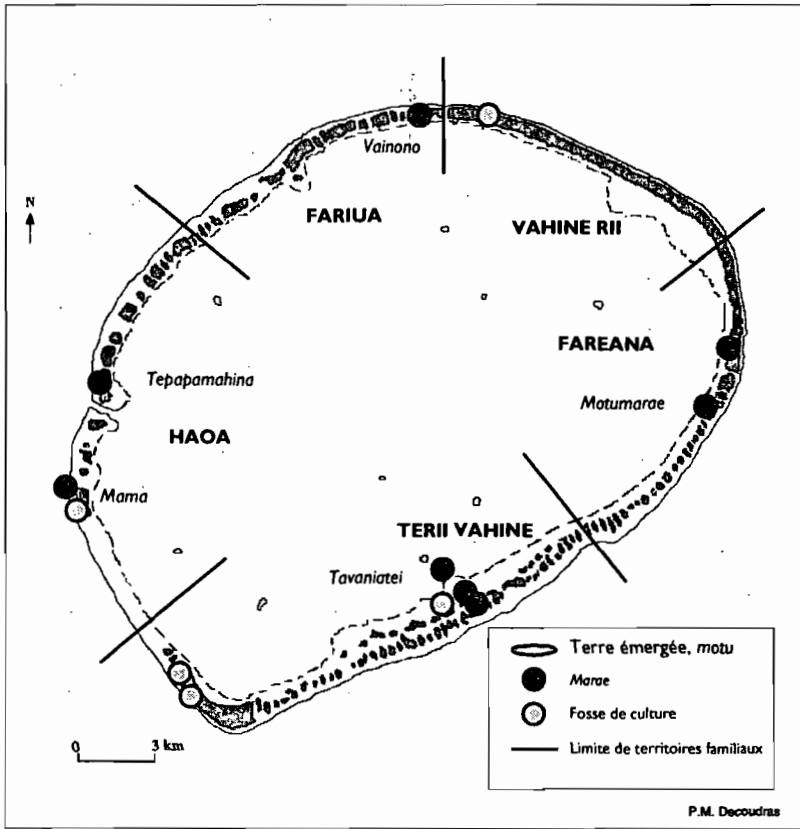 Vainono
N
FARIUA
VAHINE RII
FAREANA
Tepapamahina
Motumarae
HAOA
Mama
TERII VAHINE
Tavaniatei
Terre émergée, motu
Marae
Fosse de culture
Limite de territoires familiaux
0 3 km
P.M. Decoudras